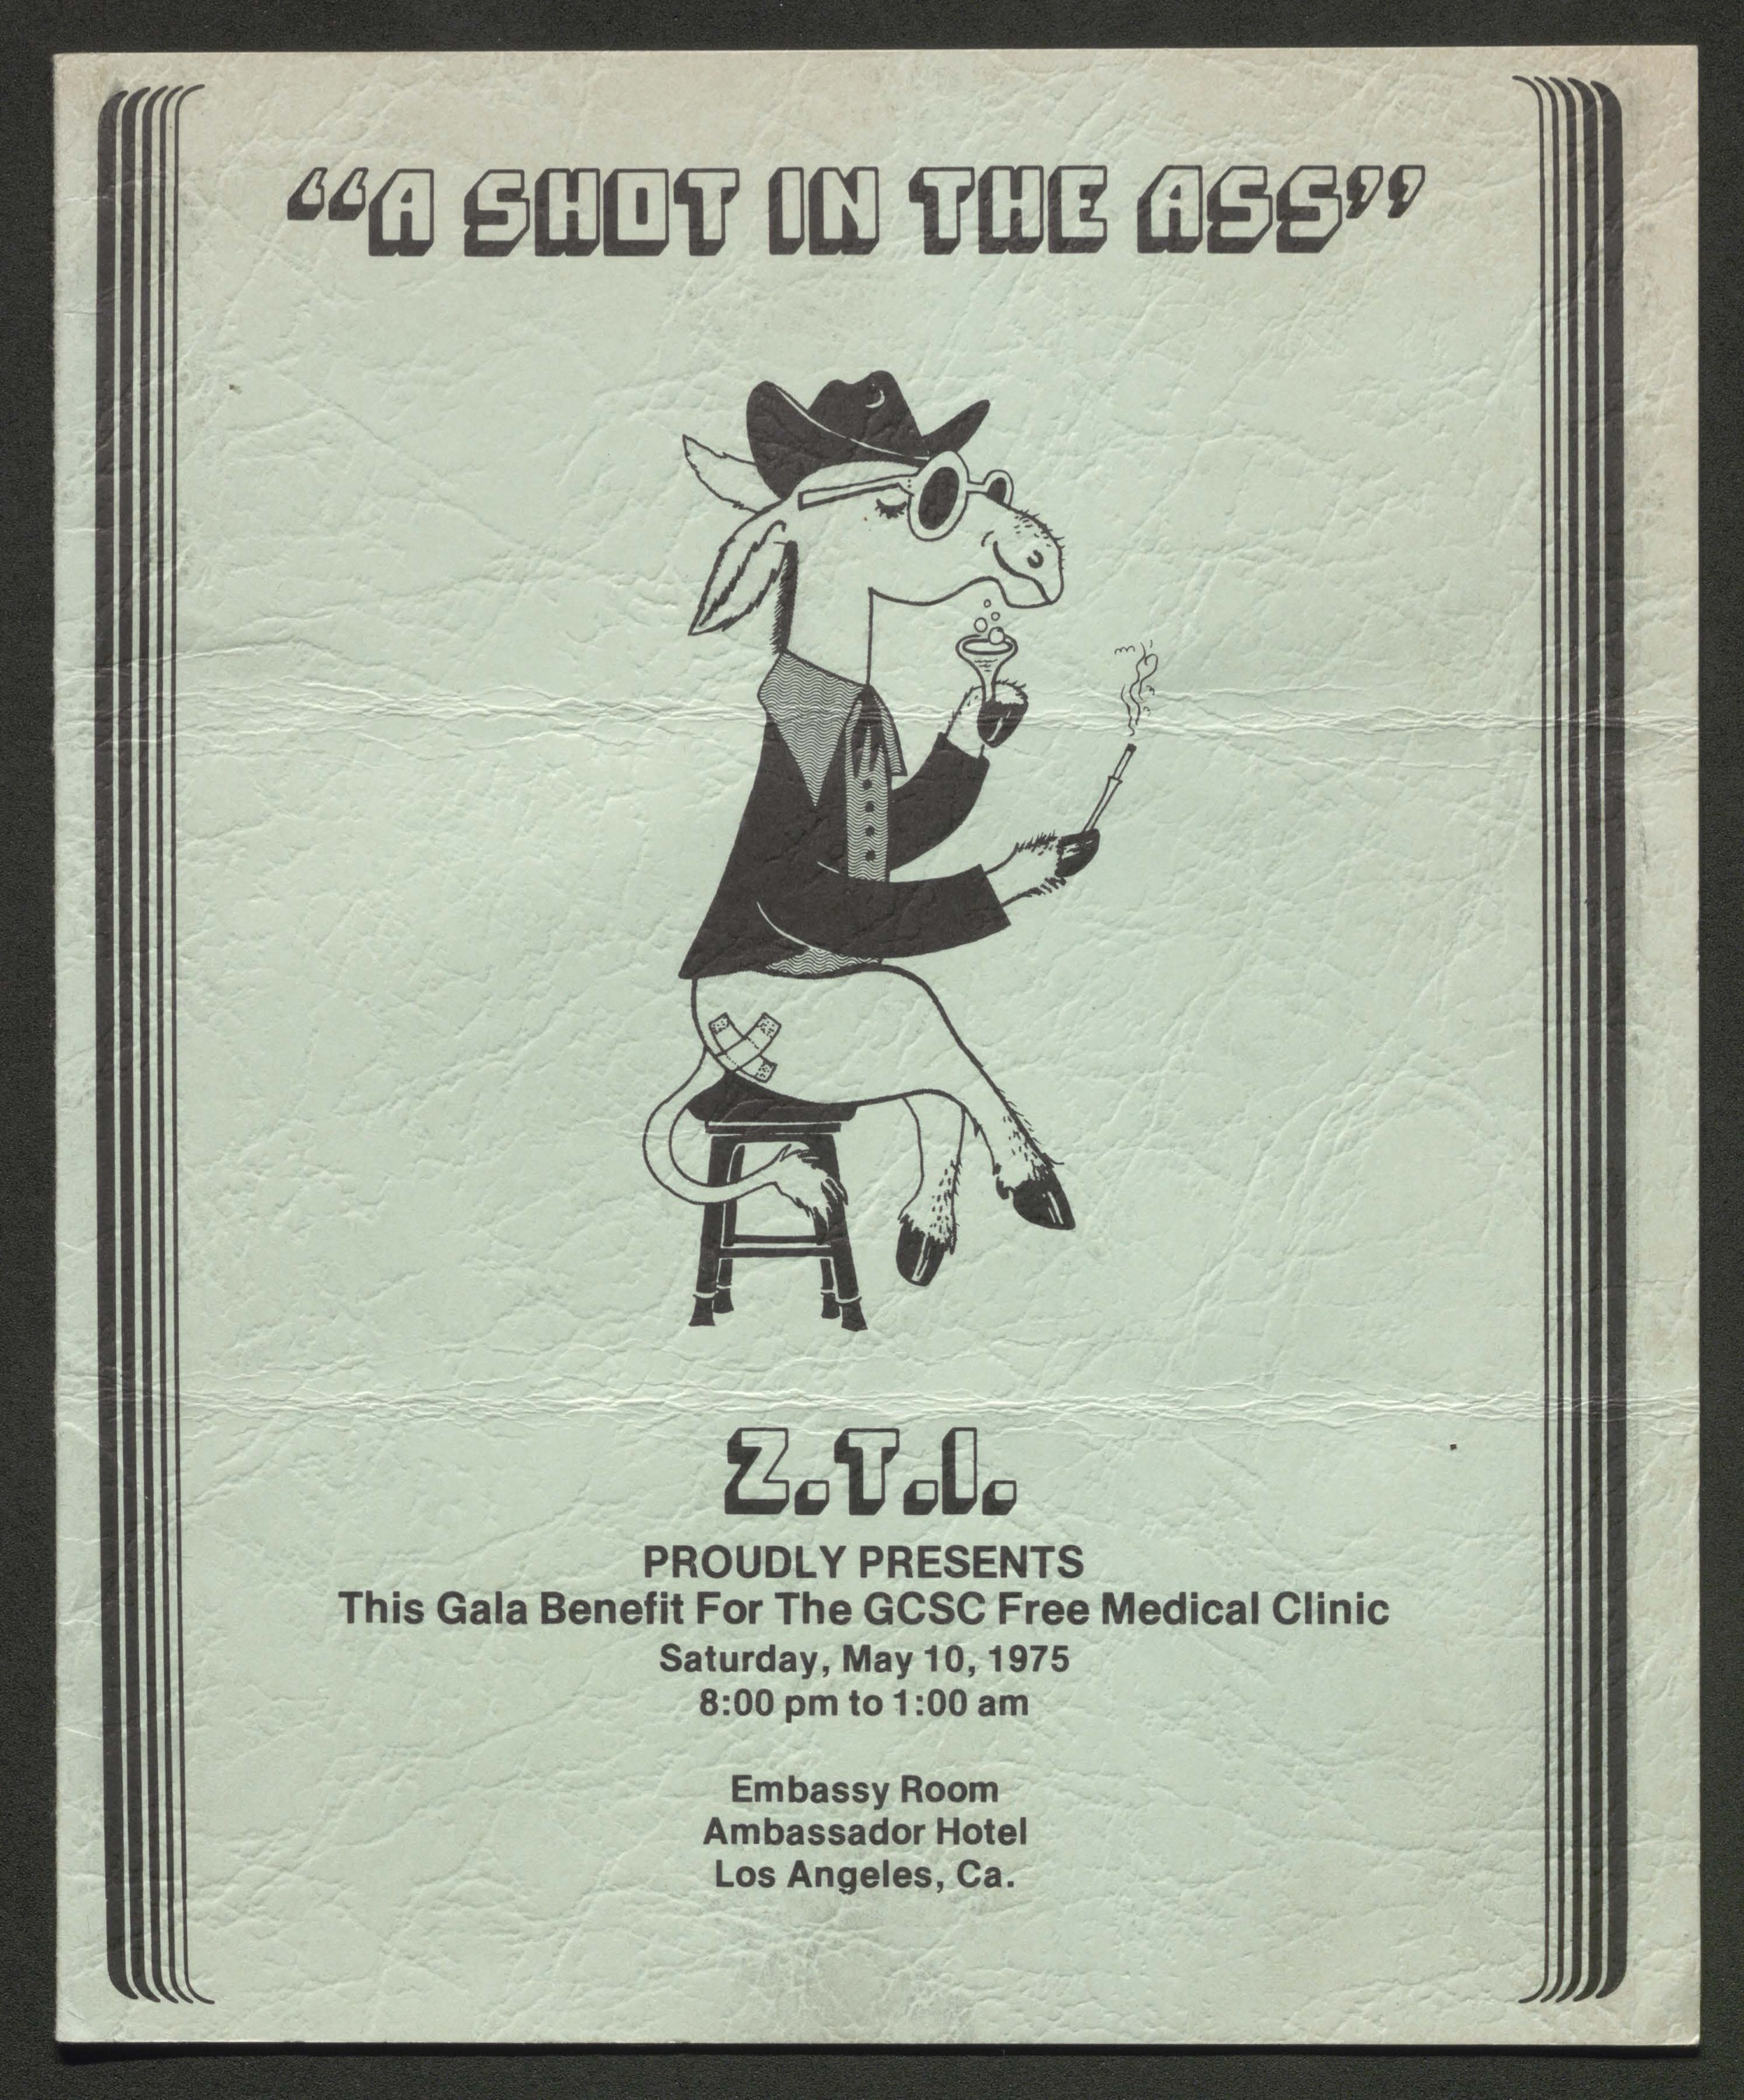 “A SHOT IN THE ASS”
Z.T.I.
PROUDLY PRESENTS
This Gala Benefit For The GCSC Free Medical Clinic
Saturday, May 10, 1975
8:00 pm to 1:00 am
Embassy Room
Ambassador Hotel
Los Angeles, Ca.